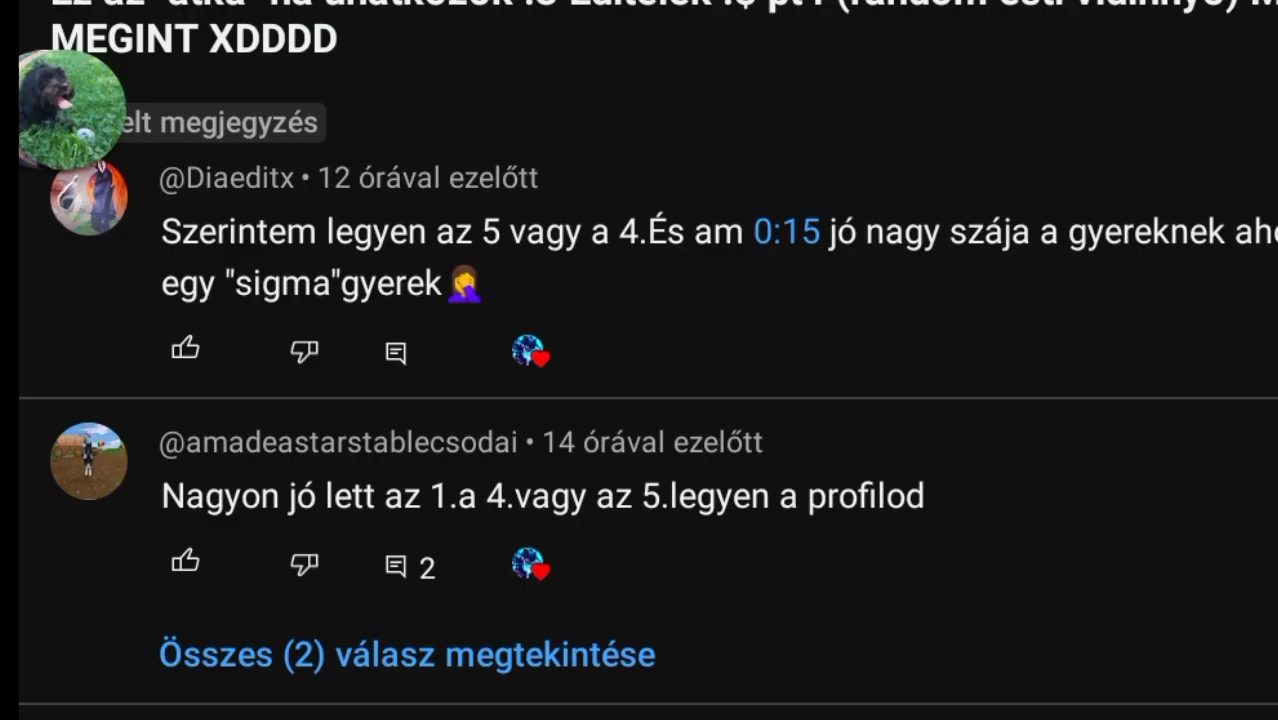 MEGINT XDDDD
elt megjegyzés
@Diaeditx • 12 órával ezelőtt
Szerintem legyen az 5 vagy a 4.És am 0:15 jó nagy szája a gyereknek
egy "sigma"gyerek🤦‍♀️
@amadeastarstablecsodai • 14 órával ezelőtt
Nagyon jó lett az 1.a 4.vagy az 5.legyen a profilod
2
Összes (2) válasz megtekintése